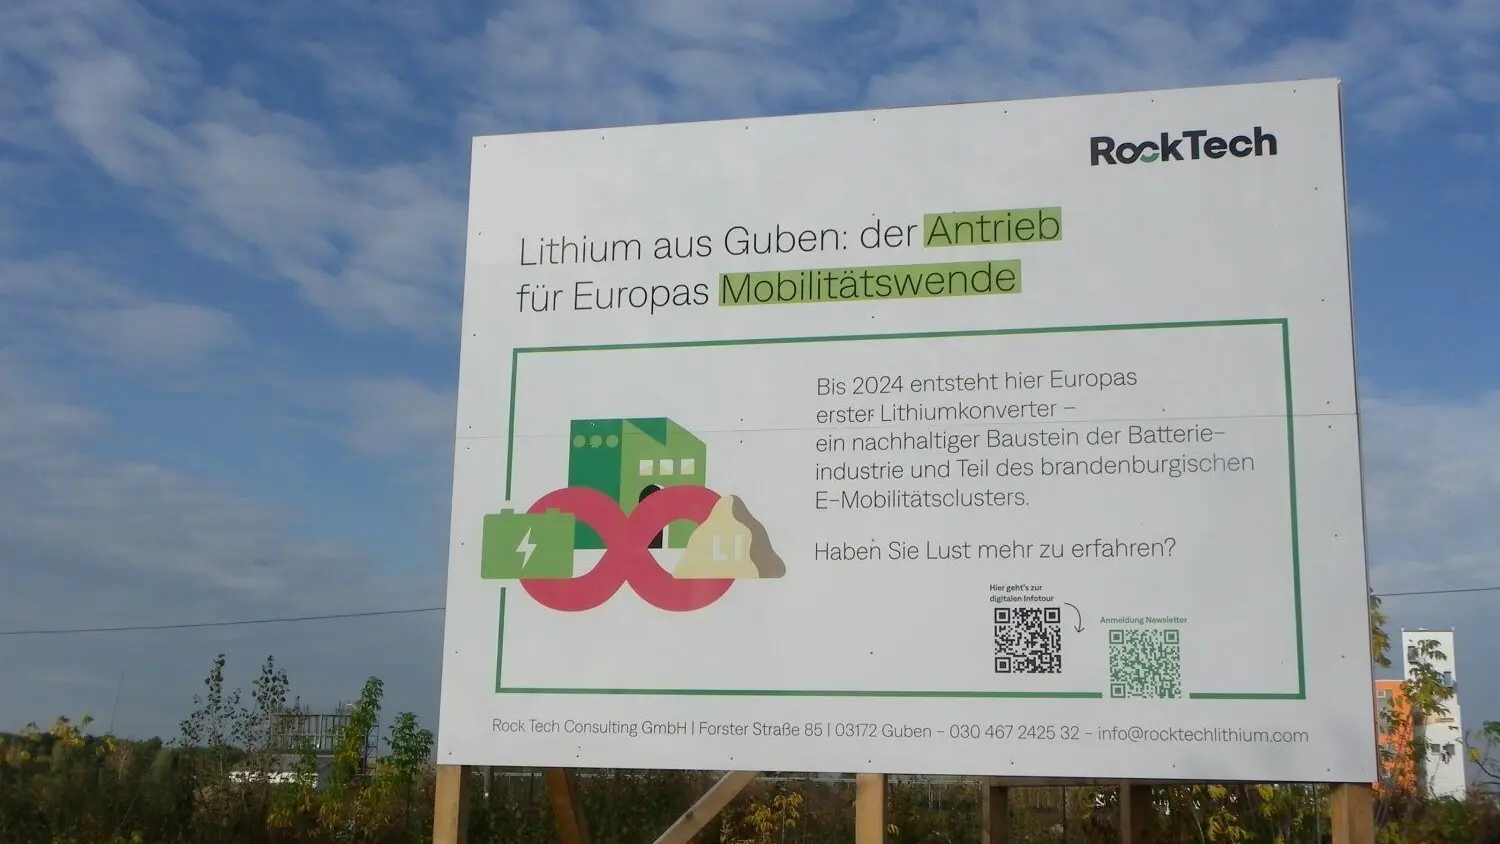 RockTech
Lithium aus Guben: der Antrieb
für Europas Mobilitätswende
Bis 2024 entsteht hier Europas
erster Lithiumkonverter –
ein nachhaltiger Baustein der Batterie-
industrie und Teil des brandenburgischen
E-Mobilitätsclusters.
LI
Haben Sie Lust mehr zu erfahren?
Hier geht's zur
digitalen Infotour
Anmeldung Newsletter
Rock Tech Consulting GmbH | Forster Straße 85 | 03172 Guben – 030 467 2425 32 – info@rocktechlithium.com